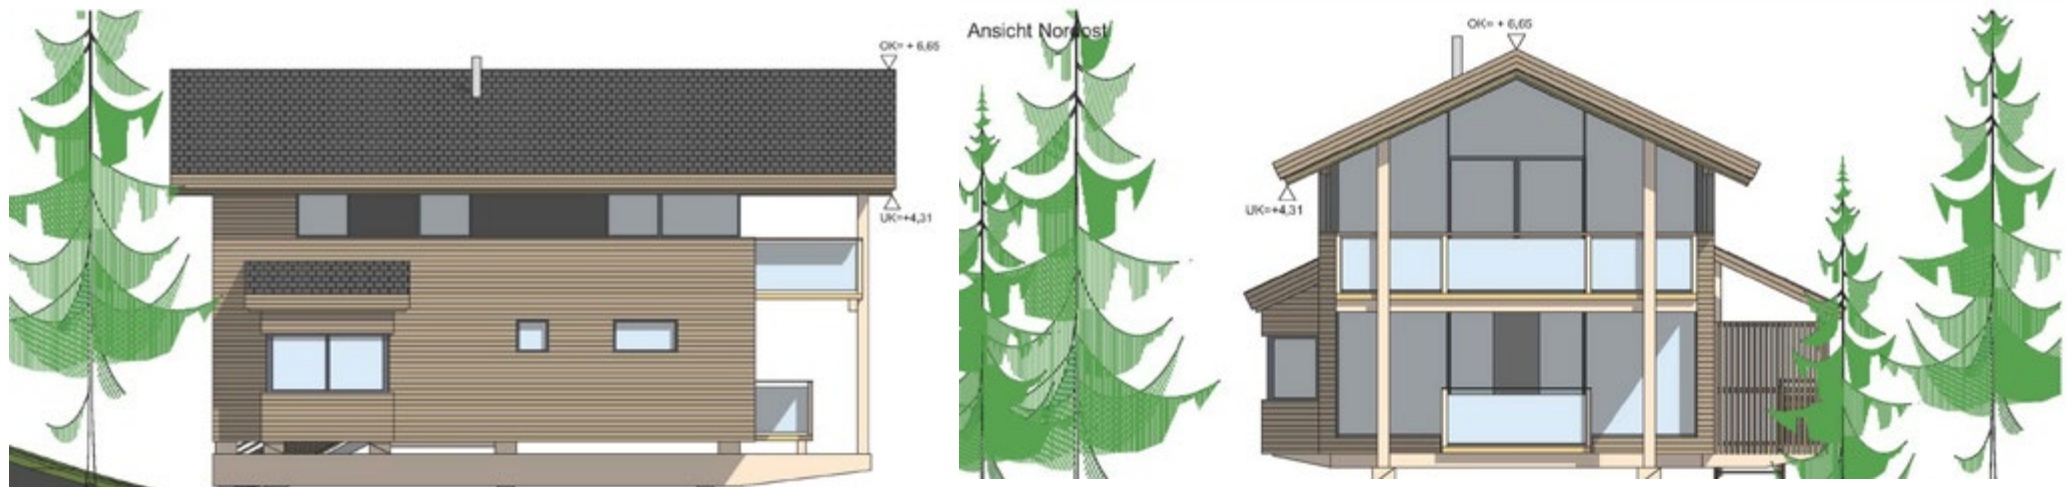 OK= + 6,65
UK=+4,31
Ansicht Nordost
OK= + 6,65
UK=+4,31